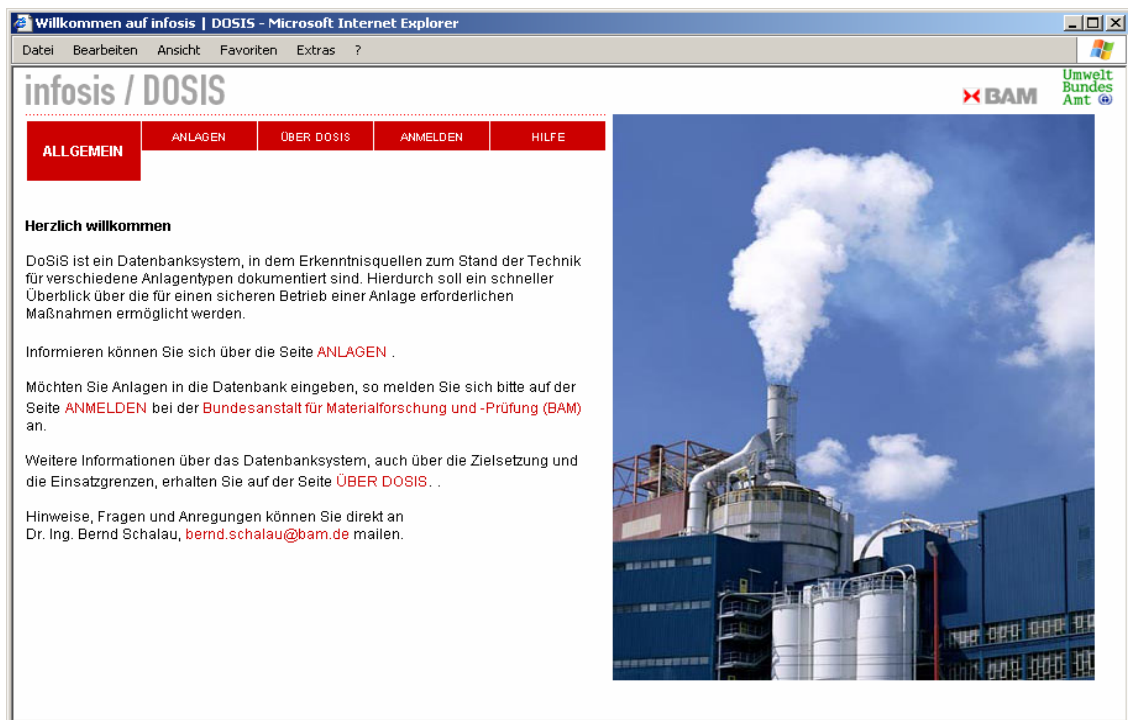 Willkommen auf infosis | DOSIS - Microsoft Internet Explorer
Datei Bearbeiten Ansicht Favoriten Extras ?
infosis / DOSIS
BAM
Umwelt
Bundes
Amt
ALLGEMEIN
ANLAGEN
ÜBER DOSIS
ANMELDEN
HILFE
Herzlich willkommen
DoSiS ist ein Datenbanksystem, in dem Erkenntnisquellen zum Stand der Technik
für verschiedene Anlagentypen dokumentiert sind. Hierdurch soll ein schneller
Überblick über die für einen sicheren Betrieb einer Anlage erforderlichen
Maßnahmen ermöglicht werden.
Informieren können Sie sich über die Seite ANLAGEN .
Möchten Sie Anlagen in die Datenbank eingeben, so melden Sie sich bitte auf der
Seite ANMELDEN bei der Bundesanstalt für Materialforschung und -Prüfung (BAM)
an.
Weitere Informationen über das Datenbanksystem, auch über die Zielsetzung und
die Einsatzgrenzen, erhalten Sie auf der Seite ÜBER DOSIS. .
Hinweise, Fragen und Anregungen können Sie direkt an
Dr. Ing. Bernd Schalau, bernd.schalau@bam.de mailen.